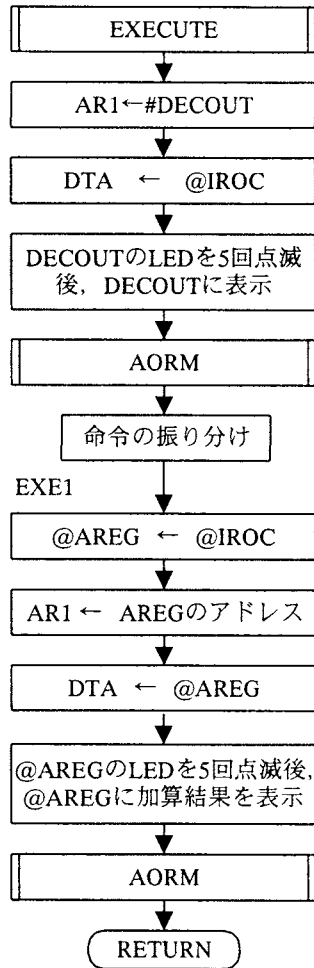 EXECUTE
AR1←#DECOUT
DTA ← @IROC
DECOUTのLEDを5回点滅
後，DECOUTに表示
AORM
命令の振り分け
EXE1
@AREG ← @IROC
AR1 ← AREGのアドレス
DTA ← @AREG
@AREGのLEDを5回点滅後，
@AREGに加算結果を表示
AORM
RETURN